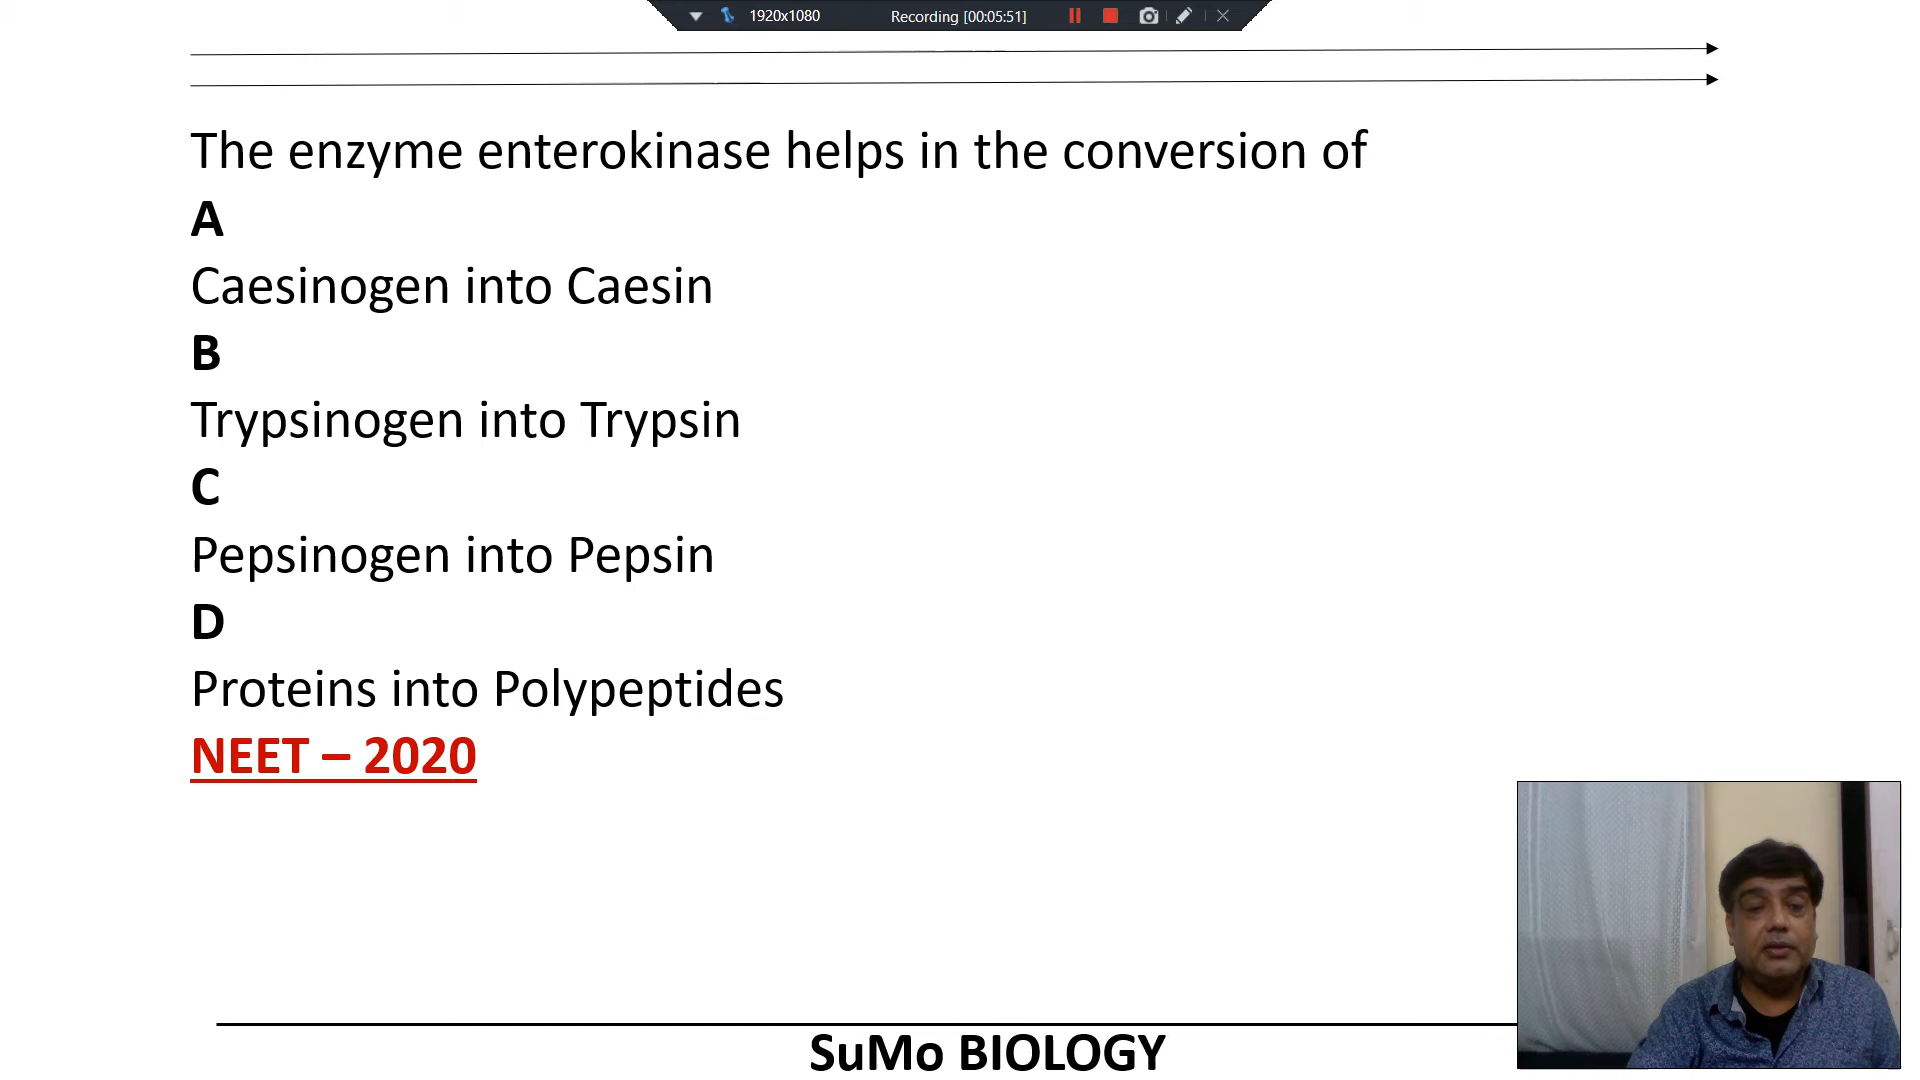 1920x1080 Recording [00:05:51]
The enzyme enterokinase helps in the conversion of
A
Caesinogen into Caesin
B
Trypsinogen into Trypsin
C
Pepsinogen into Pepsin
D
Proteins into Polypeptides
NEET – 2020
SuMo BIOLOGY